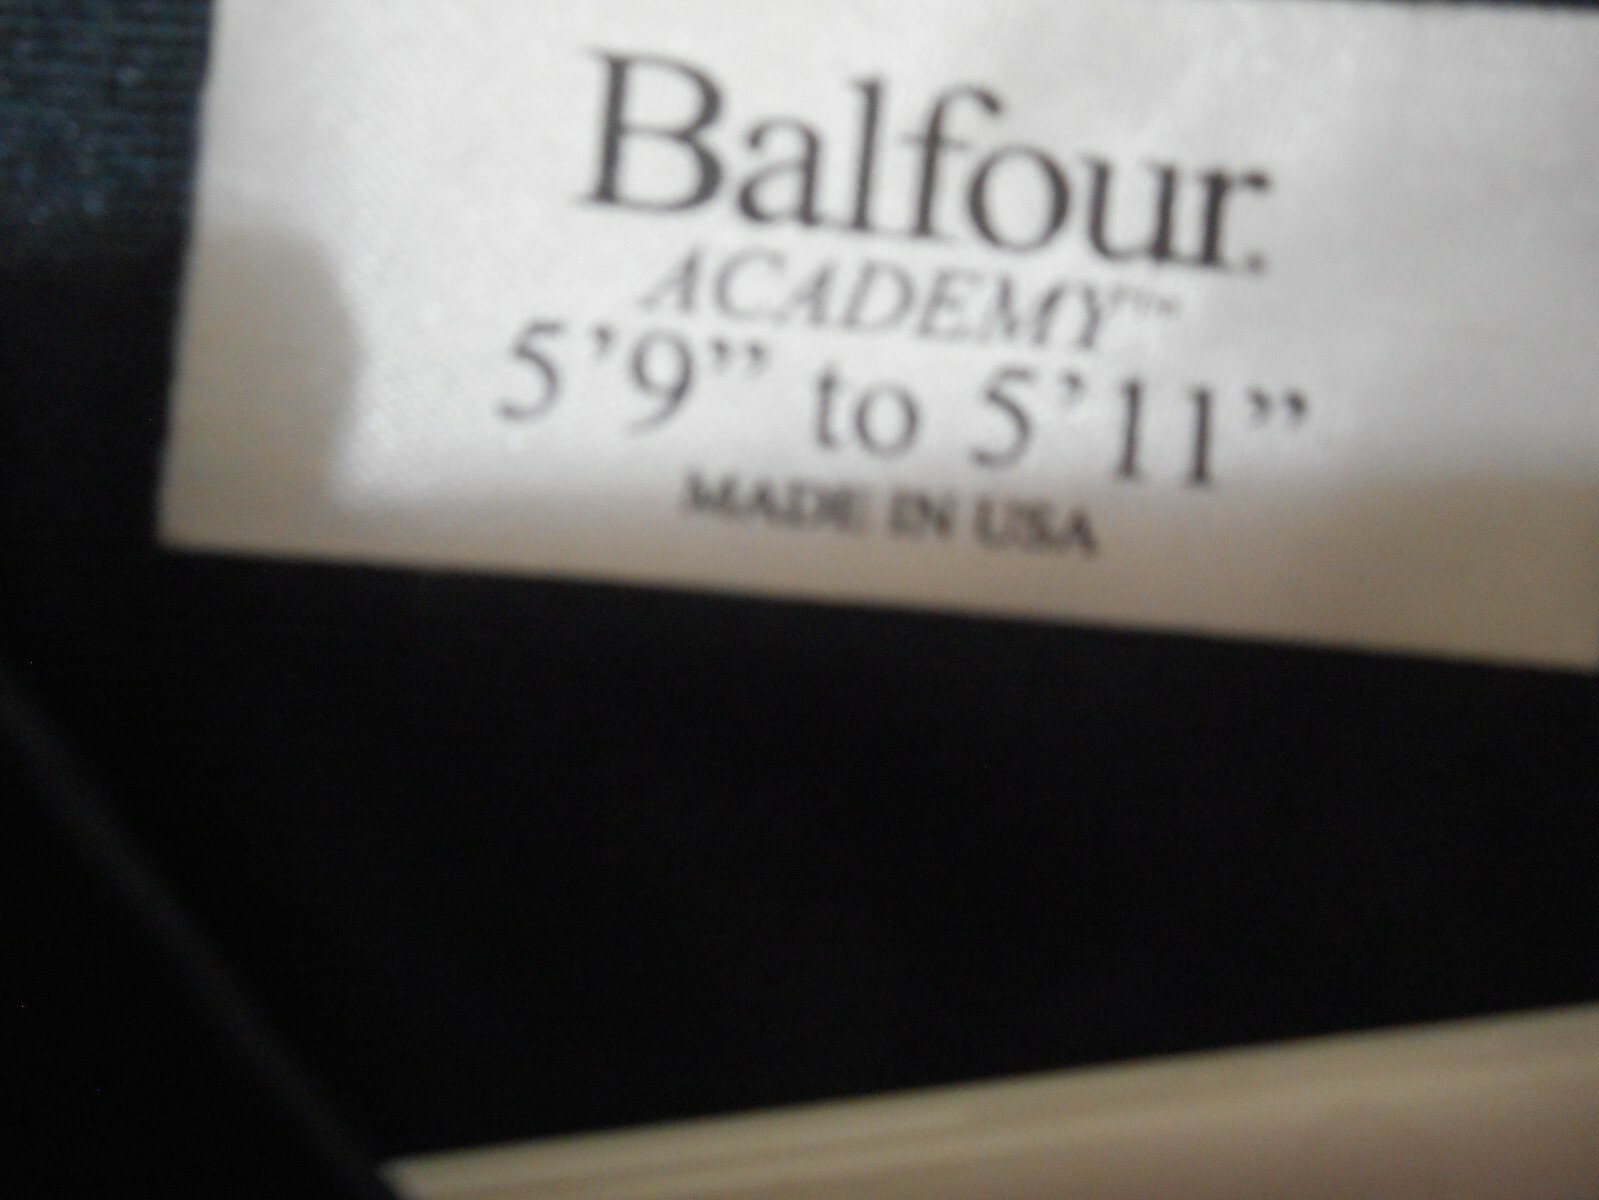 Balfour.
ACADEMY™
5’9” to 5’11”
MADE IN USA